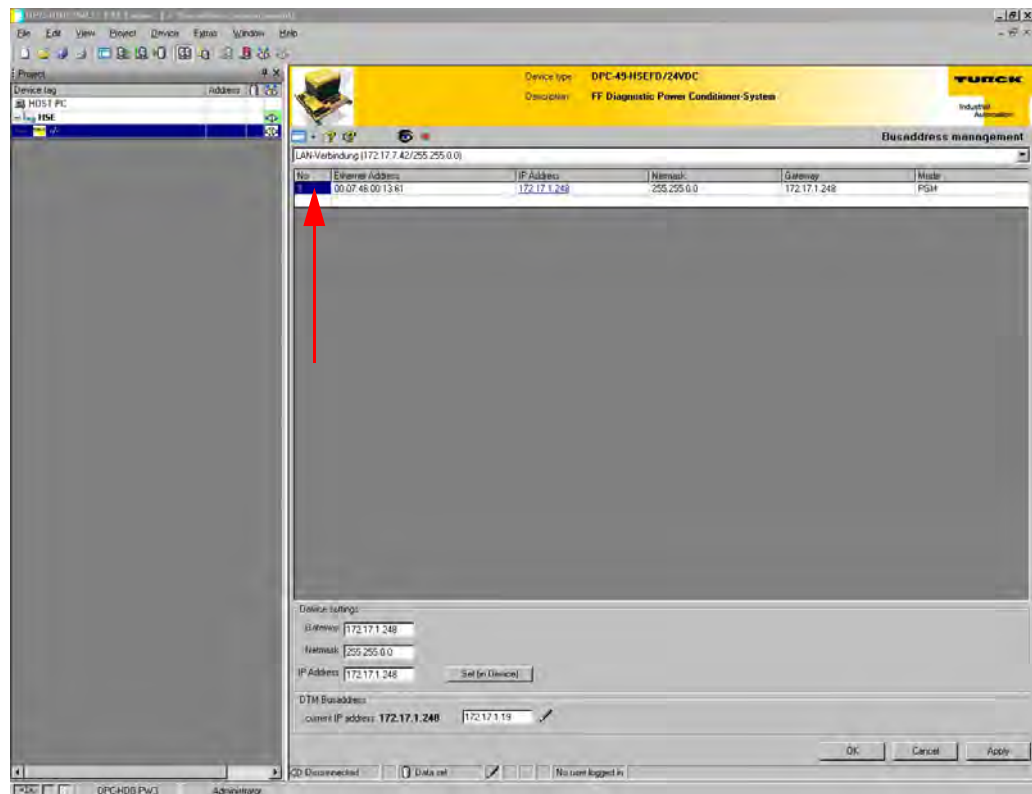 File Edit View Project Device Extras Window Help
Project
Device tag Address
HOST PC
HSE
Device type DPC-49-HSEFD/24VDC
Description FF Diagnostic Power Conditioner-System
TURCK
Industrial
Automation
Busaddress management
LAN-Verbindung (172.17.7.42/255.255.0.0)
No Ethernet Address IP Address Netmask Gateway Mode
1 00:07:46:00:13:61 172.17.1.248 255.255.0.0 172.17.1.248 PGM
Device settings
Gateway 172.17.1.248
Netmask 255.255.0.0
IP Address 172.17.1.248 Set (in Device)
DTM Busaddress
current IP address 172.17.1.248 172.17.1.19
OK Cancel Apply
Disconnected Data set No user logged in
DPC-HDB.PW3 Administrator